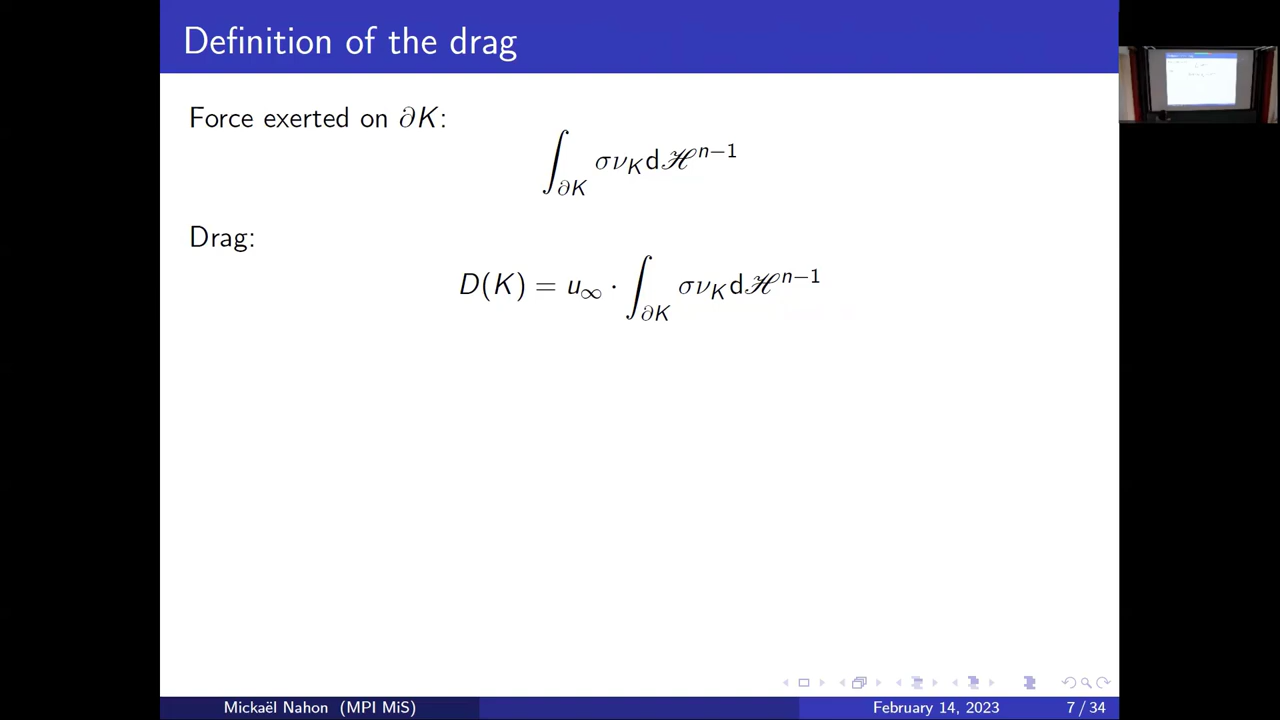 Definition of the drag
Force exerted on ∂K:
∫_{∂K} σν_K dℋ^{n−1}
Drag:
D(K) = u_∞ · ∫_{∂K} σν_K dℋ^{n−1}
Mickaël Nahon (MPI MiS) February 14, 2023 7 / 34